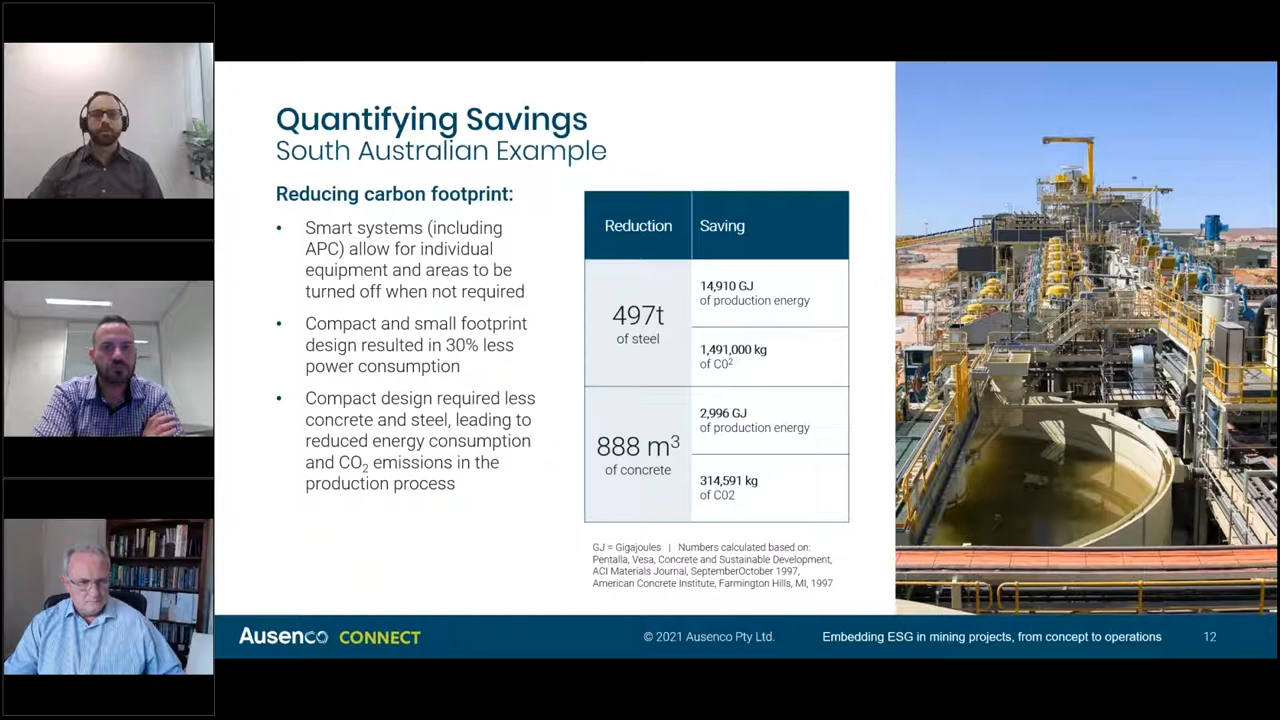 Quantifying Savings
South Australian Example
Reducing carbon footprint:
• Smart systems (including
APC) allow for individual
equipment and areas to be
turned off when not required
• Compact and small footprint
design resulted in 30% less
power consumption
• Compact design required less
concrete and steel, leading to
reduced energy consumption
and CO₂ emissions in the
production process
Reduction Saving
497t
of steel
14,910 GJ
of production energy
1,491,000 kg
of C0²
888 m³
of concrete
2,996 GJ
of production energy
314,591 kg
of C02
GJ = Gigajoules | Numbers calculated based on:
Pentalla, Vesa, Concrete and Sustainable Development,
ACI Materials Journal, SeptemberOctober 1997,
American Concrete Institute, Farmington Hills, MI, 1997
Ausenco CONNECT
© 2021 Ausenco Pty Ltd.
Embedding ESG in mining projects, from concept to operations
12